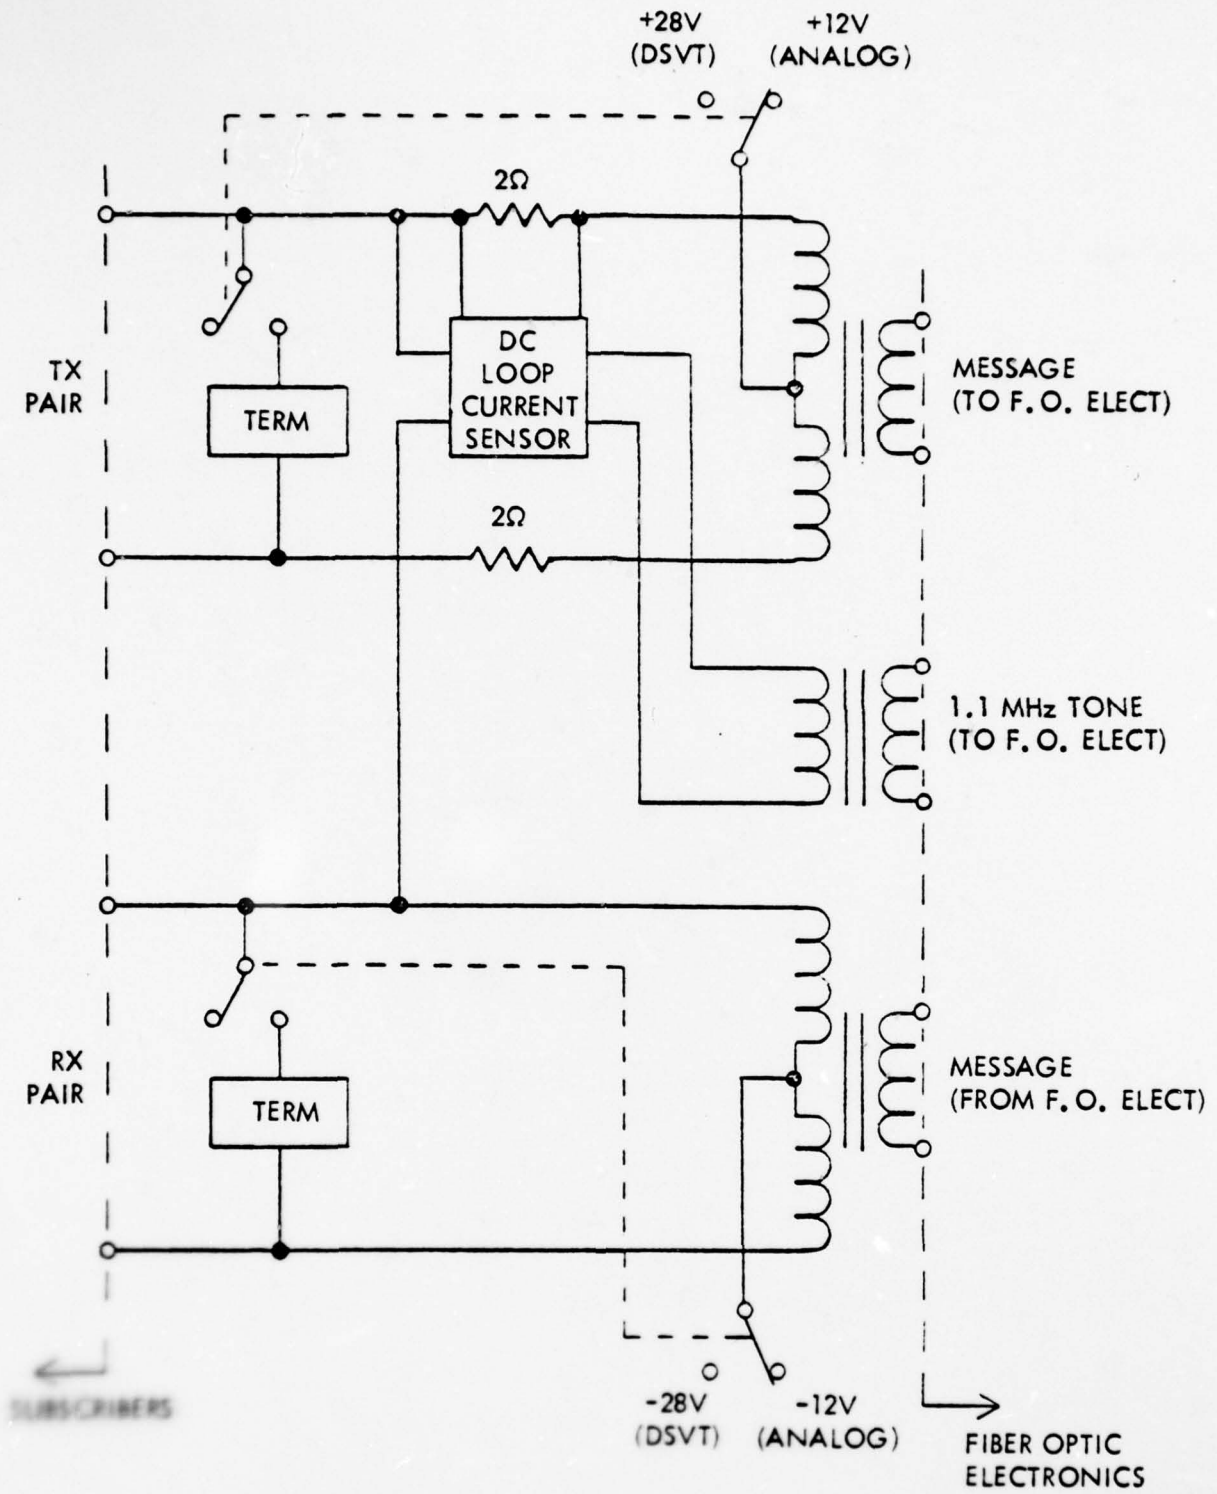 +28V
(DSVT)
+12V
(ANALOG)
2Ω
DC
LOOP
CURRENT
SENSOR
TX
PAIR
TERM
MESSAGE
(TO F. O. ELECT)
2Ω
1.1 MHz TONE
(TO F. O. ELECT)
RX
PAIR
TERM
MESSAGE
(FROM F. O. ELECT)
SUBSCRIBERS
-28V
(DSVT)
-12V
(ANALOG)
FIBER OPTIC
ELECTRONICS